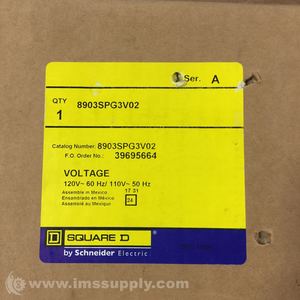 Ser. A
QTY 8903SPG3V02
1
Catalog Number: 8903SPG3V02
F.O. Order No.: 39695664
VOLTAGE
120V~ 60 Hz/ 110V~ 50 Hz
Assemble in Mexico 17 31
Ensamblado en México 24
Assemblé au Mexique
D SQUARE D
by Schneider Electric
© www.imssupply.com